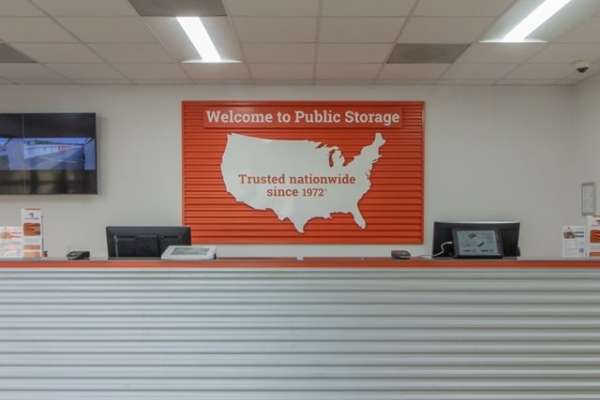 Welcome to Public Storage
Trusted nationwide
since 1972